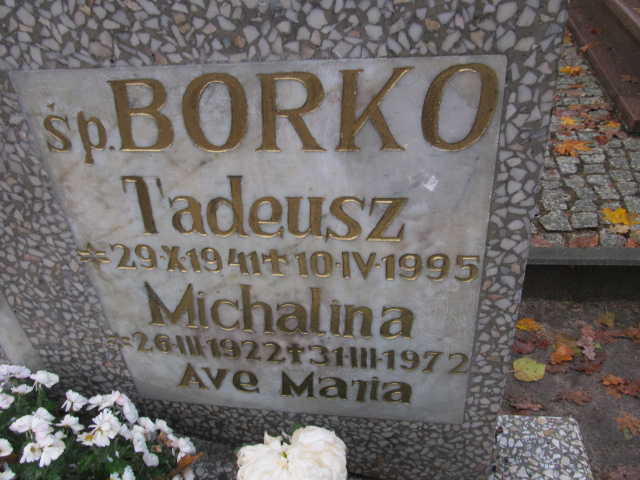 śp. BORKO
Tadeusz
* 29·X·1941 † 10·IV·1995
Michalina
* 26·III·1922 † 31·III·1972
Ave Maria